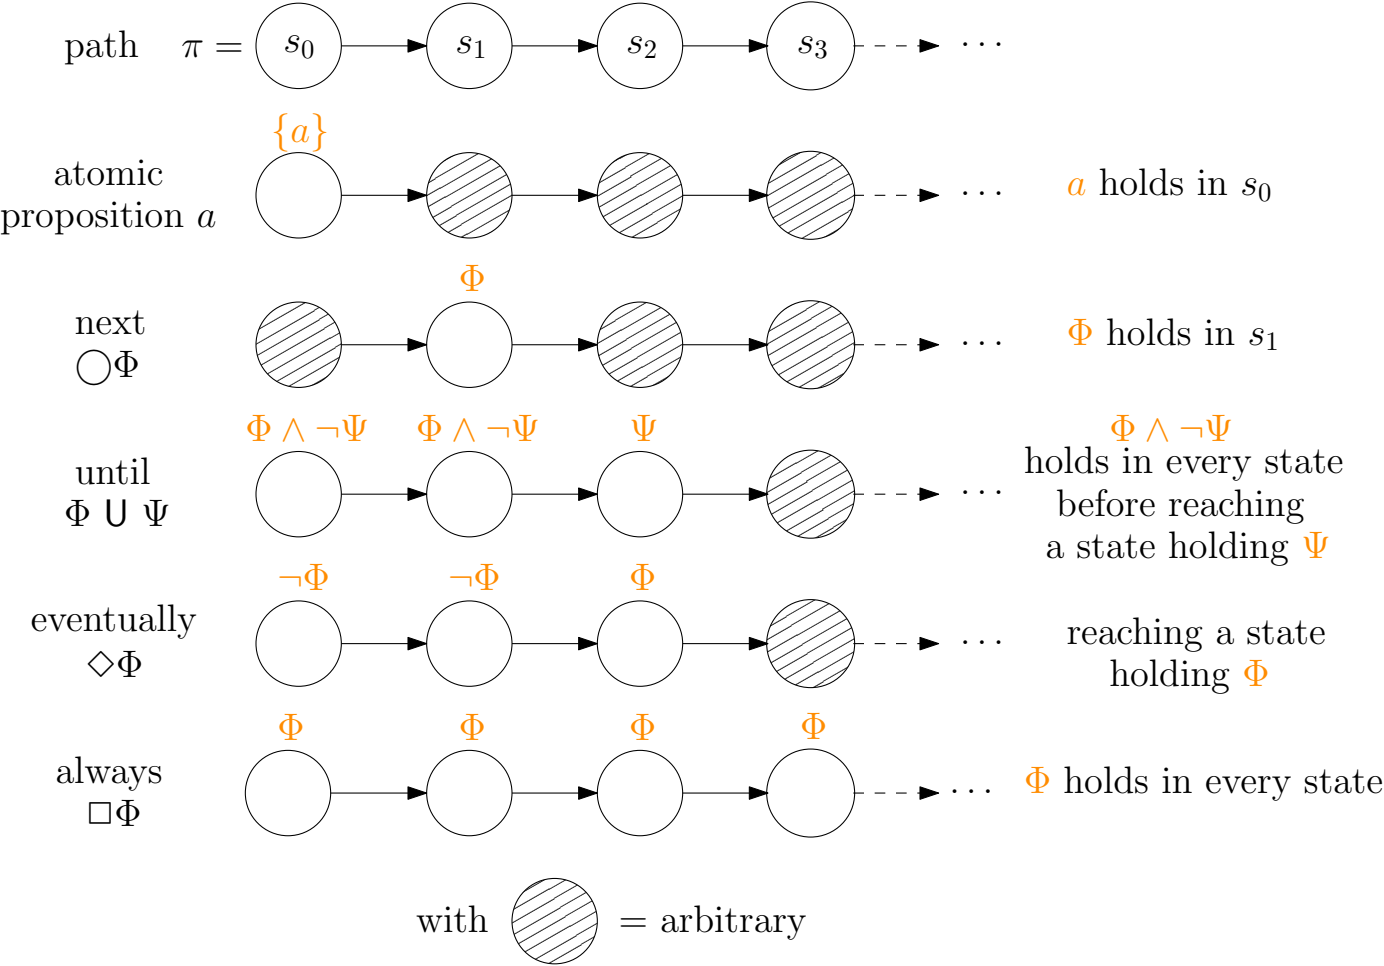 path π = s₀ s₁ s₂ s₃ ···
{a}
atomic
proposition a
···
a holds in s₀
Φ
next
◯Φ
···
Φ holds in s₁
Φ ∧ ¬Ψ Φ ∧ ¬Ψ Ψ
until
Φ U Ψ
···
Φ ∧ ¬Ψ
holds in every state
before reaching
a state holding Ψ
¬Φ ¬Φ Φ
eventually
◇Φ
···
reaching a state
holding Φ
Φ Φ Φ Φ
always
□Φ
···
Φ holds in every state
with = arbitrary